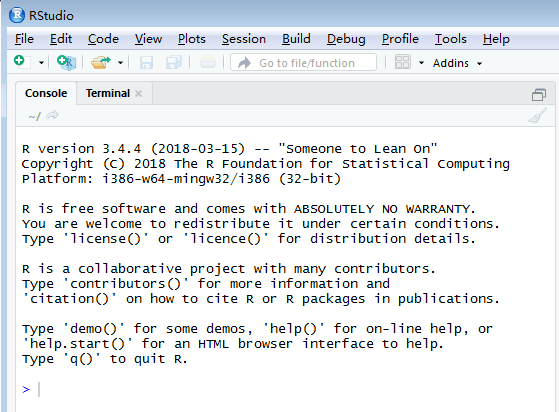 RStudio
File Edit Code View Plots Session Build Debug Profile Tools Help
Go to file/function Addins
Console Terminal
~/
R version 3.4.4 (2018-03-15) -- "Someone to Lean On"
Copyright (C) 2018 The R Foundation for Statistical Computing
Platform: i386-w64-mingw32/i386 (32-bit)
R is free software and comes with ABSOLUTELY NO WARRANTY.
You are welcome to redistribute it under certain conditions.
Type 'license()' or 'licence()' for distribution details.
R is a collaborative project with many contributors.
Type 'contributors()' for more information and
'citation()' on how to cite R or R packages in publications.
Type 'demo()' for some demos, 'help()' for on-line help, or
'help.start()' for an HTML browser interface to help.
Type 'q()' to quit R.
>